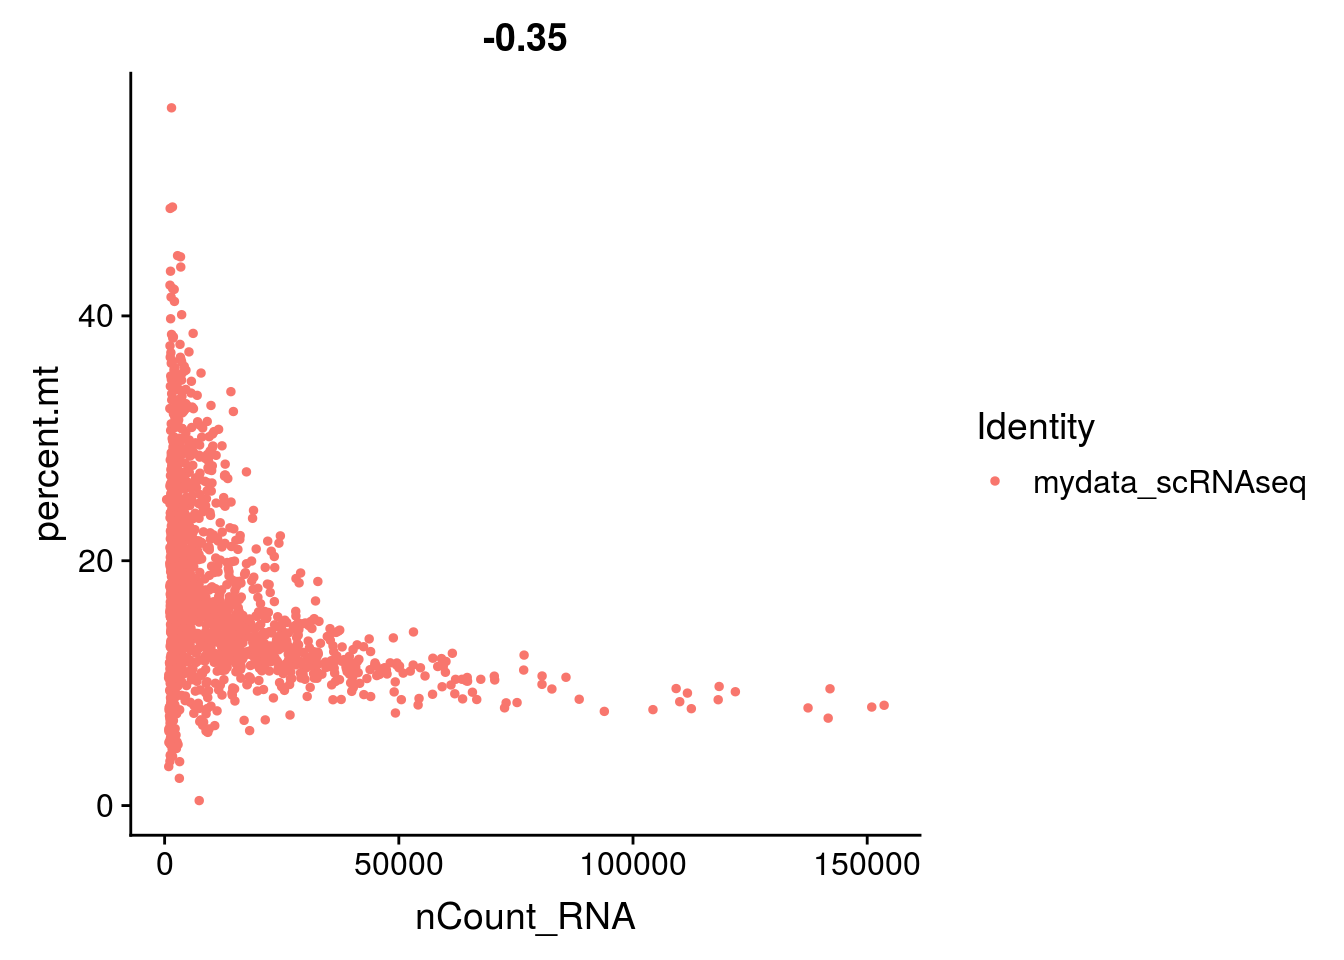 -0.35
percent.mt
40
20
0
0 50000 100000 150000
nCount_RNA
Identity
mydata_scRNAseq